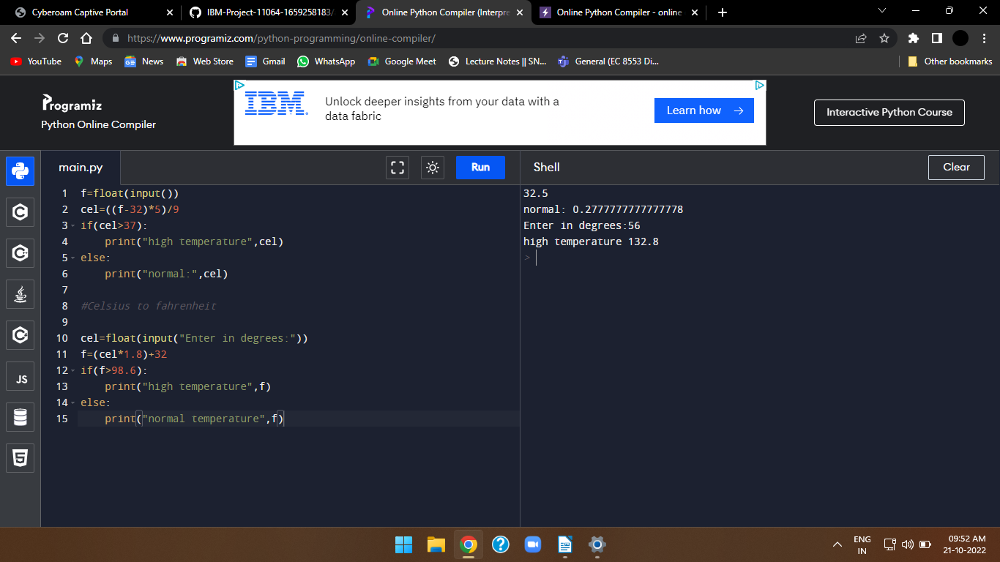 Cyberoam Captive Portal
IBM-Project-11064-1659258183/
Online Python Compiler (Interpre
Online Python Compiler - online
https://www.programiz.com/python-programming/online-compiler/
YouTube
Maps
News
Web Store
Gmail
WhatsApp
Google Meet
Lecture Notes || SN...
General (EC 8553 Di...
Other bookmarks
Programiz
Python Online Compiler
IBM.
Unlock deeper insights from your data with a
data fabric
Learn how →
Interactive Python Course
main.py
Run
Shell
Clear
1 f=float(input())
2 cel=((f-32)*5)/9
3 if(cel>37):
4     print("high temperature",cel)
5 else:
6     print("normal:",cel)
7
8 #Celsius to fahrenheit
9
10 cel=float(input("Enter in degrees:"))
11 f=(cel*1.8)+32
12 if(f>98.6):
13     print("high temperature",f)
14 else:
15     print("normal temperature",f)
32.5
normal: 0.2777777777777778
Enter in degrees:56
high temperature 132.8
>
JS
5
ENG
IN
09:52 AM
21-10-2022